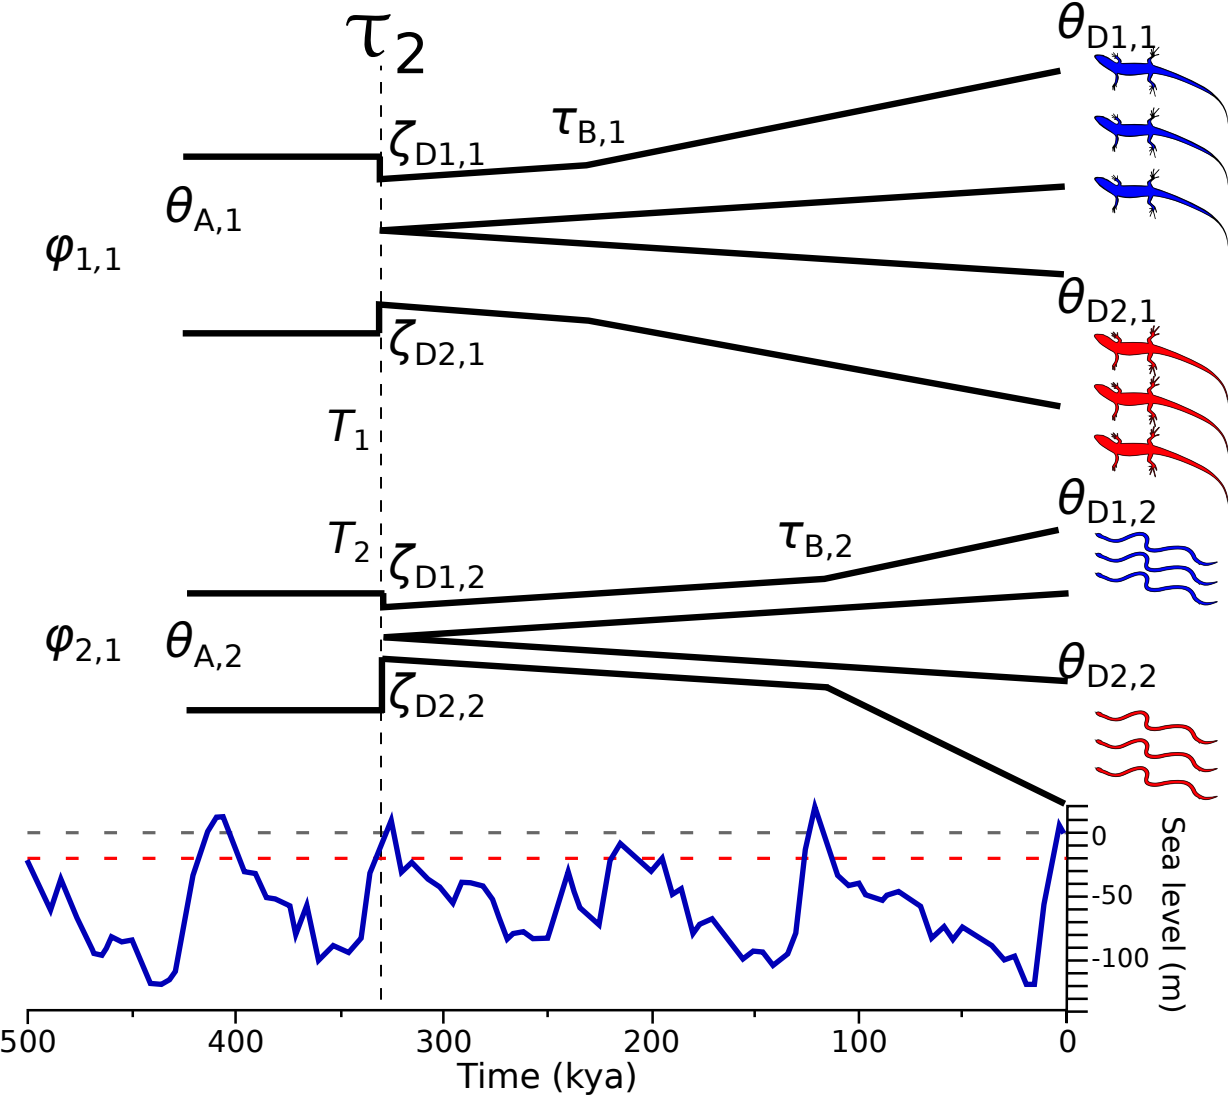 τ2
θD1,1
τB,1
ζD1,1
θA,1
φ1,1
θD2,1
ζD2,1
T1
θD1,2
T2
τB,2
ζD1,2
φ2,1
θA,2
θD2,2
ζD2,2
0
-50
-100
Sea level (m)
500 400 300 200 100 0
Time (kya)